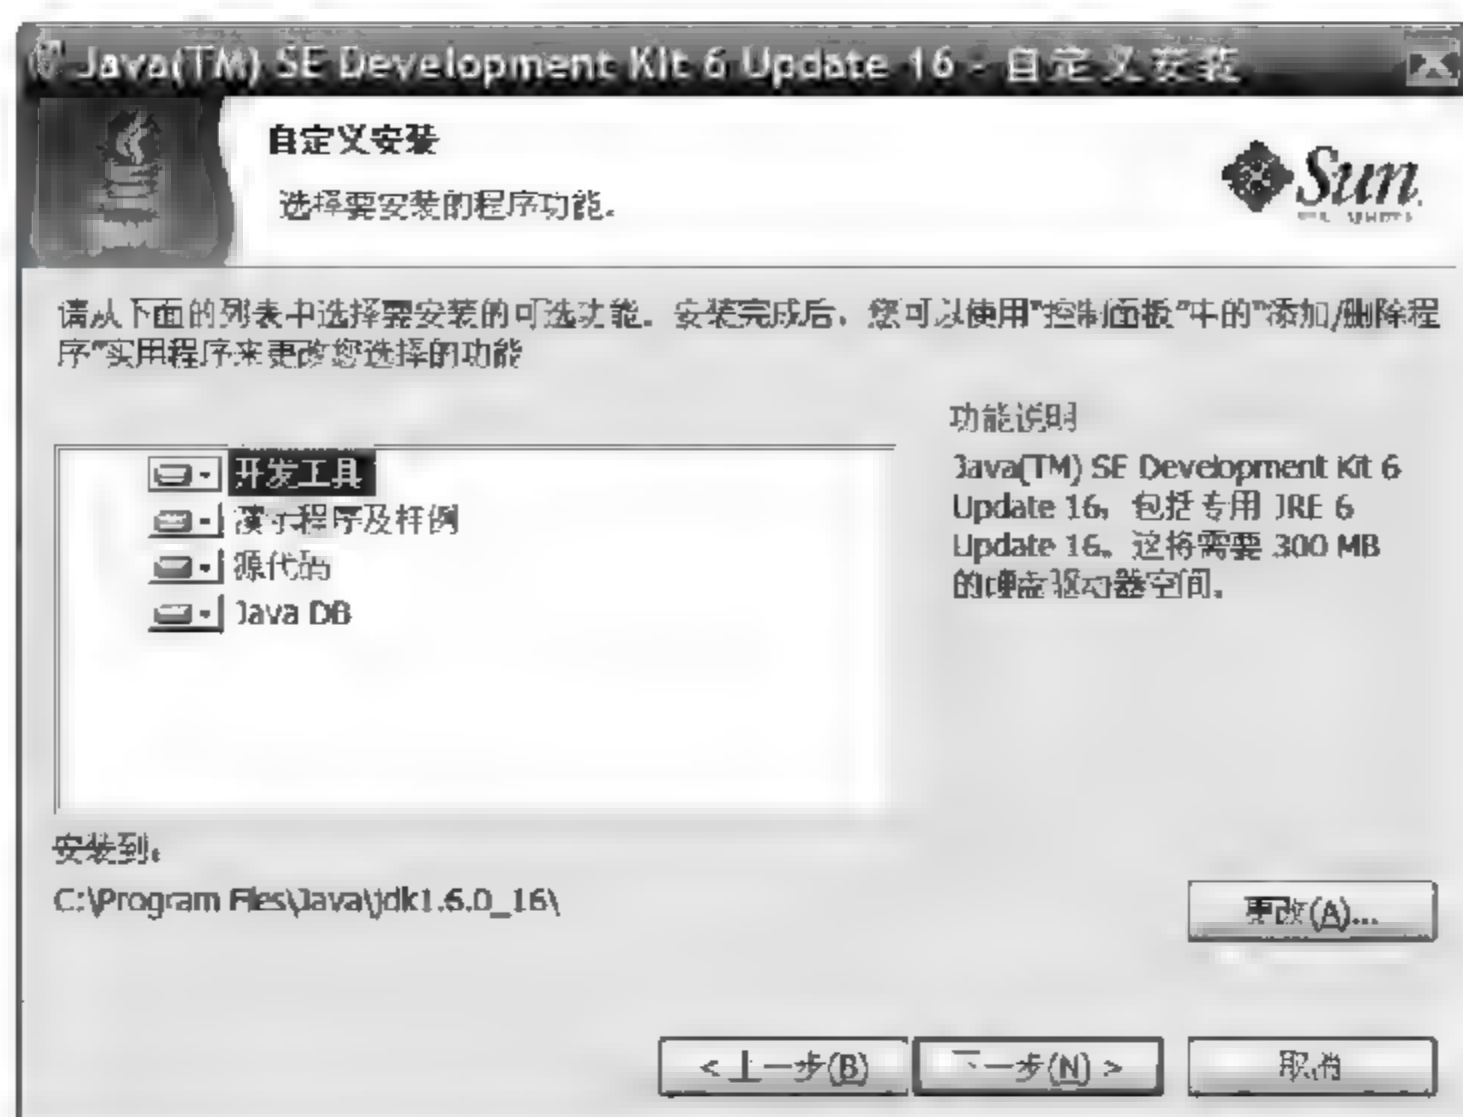 Java(TM) SE Development Kit 6 Update 16 - 自定义安装
自定义安装
选择要安装的程序功能。
Sun
请从下面的列表中选择要安装的可选功能。安装完成后，您可以使用"控制面板"中的"添加/删除程
序"实用程序来更改您选择的功能
开发工具
演示程序及样例
源代码
Java DB
功能说明
Java(TM) SE Development Kit 6
Update 16，包括专用 JRE 6
Update 16。这将需要 300 MB
的硬盘驱动器空间。
安装到：
C:\Program Files\Java\jdk1.6.0_16\
更改(A)...
< 上一步(B)
下一步(N) >
取消